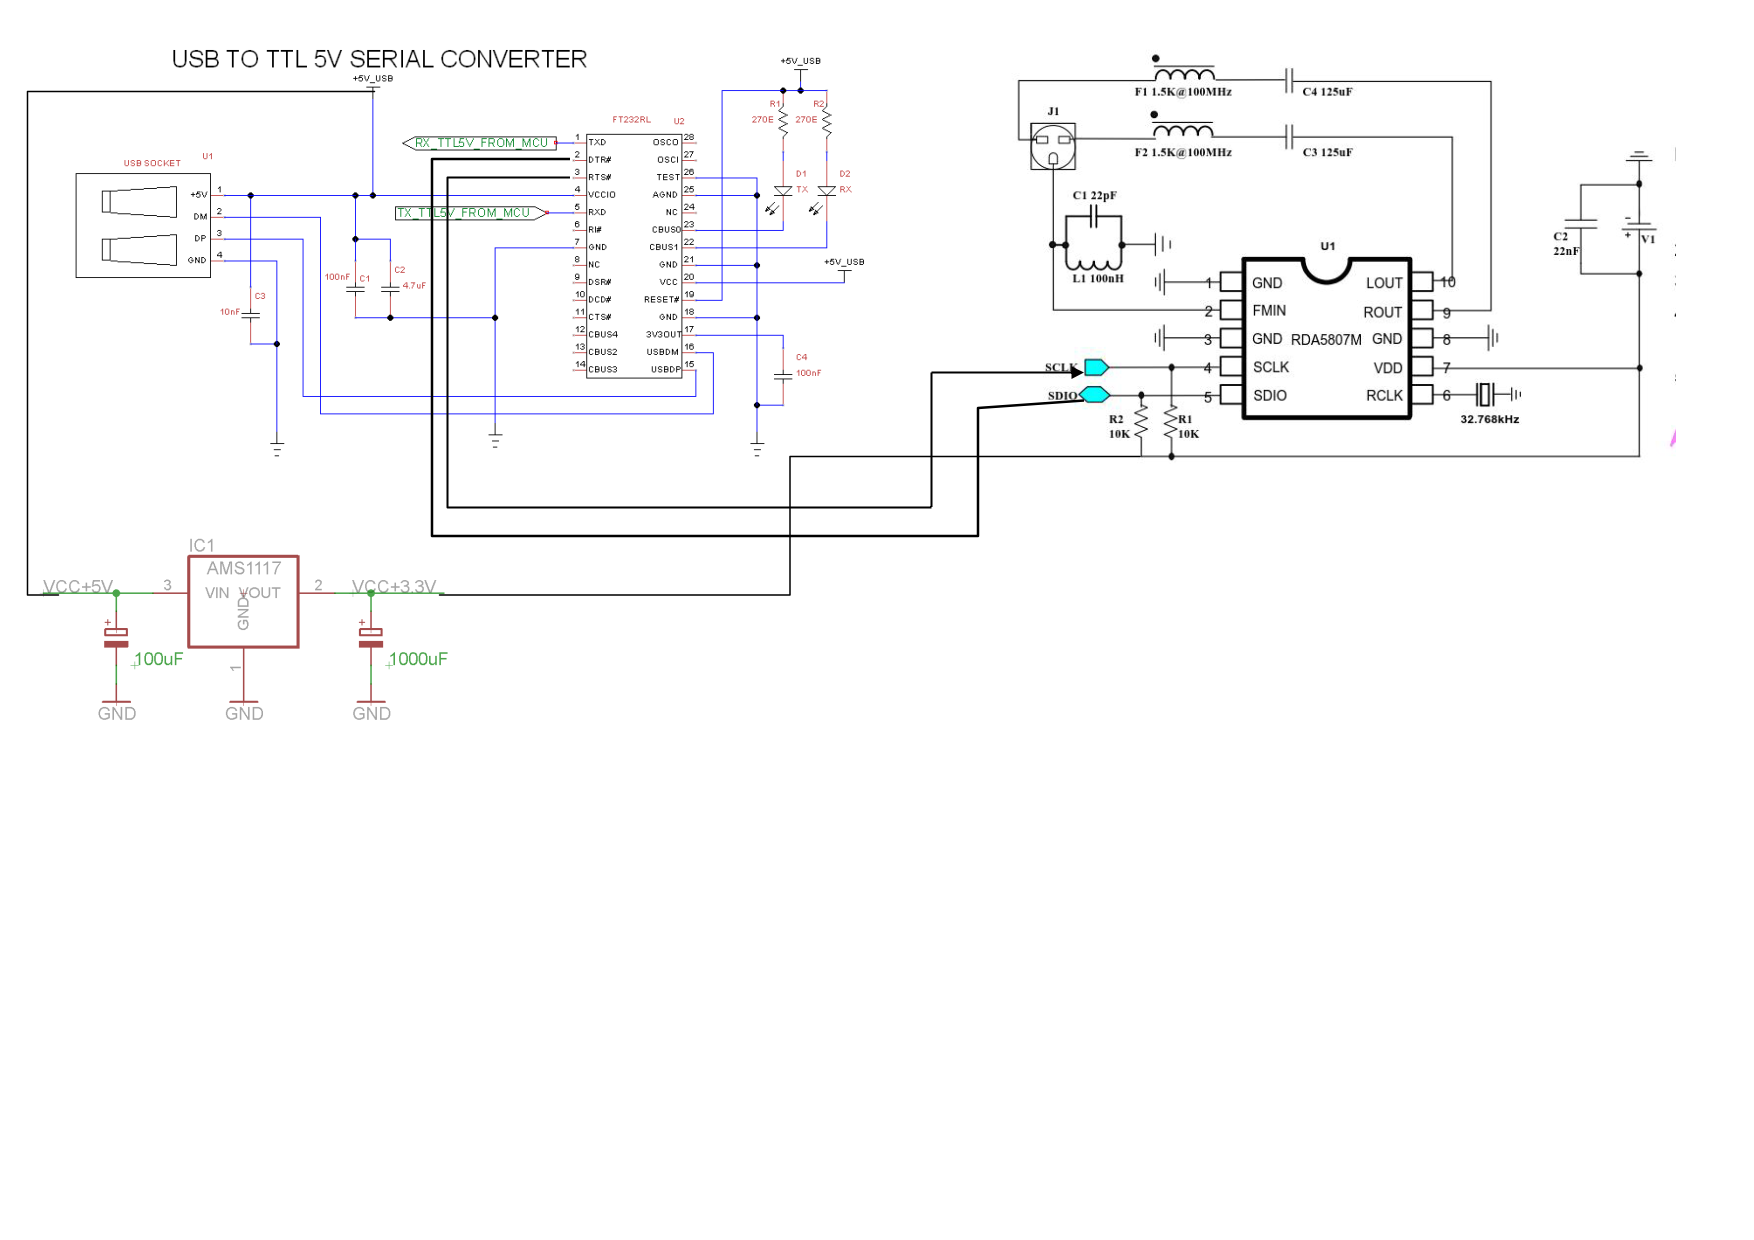 USB TO TTL 5V SERIAL CONVERTER
+5V_USB
USB SOCKET
U1
+5V 1
DM 2
DP 3
GND 4
C3
10nF
100nF C1
C2
4.7uF
RX_TTL5V_FROM_MCU
TX_TTL5V_FROM_MCU
FT232RL U2
1 TXD
2 DTR#
3 RTS#
4 VCCIO
5 RXD
6 RI#
7 GND
8 NC
9 DSR#
10 DCD#
11 CTS#
12 CBUS4
13 CBUS2
14 CBUS3
OSCO 28
OSCI 27
TEST 26
AGND 25
NC 24
CBUS0 23
CBUS1 22
GND 21
VCC 20
RESET# 19
GND 18
3V3OUT 17
USBDM 16
USBDP 15
+5V_USB
R1
270E
R2
270E
D1
TX
D2
RX
+5V_USB
C4
100nF
J1
F1 1.5K@100MHz
C4 125uF
F2 1.5K@100MHz
C3 125uF
C1 22pF
L1 100nH
U1
RDA5807M
1 GND
2 FMIN
3 GND
4 SCLK
5 SDIO
LOUT 10
ROUT 9
GND 8
VDD 7
RCLK 6
SCLK
SDIO
R2
10K
R1
10K
32.768kHz
C2
22nF
-
+ V1
IC1
AMS1117
VCC+5V 3 VIN VOUT 2 VCC+3.3V
GND
1
+
100uF
+
1000uF
GND
GND
GND